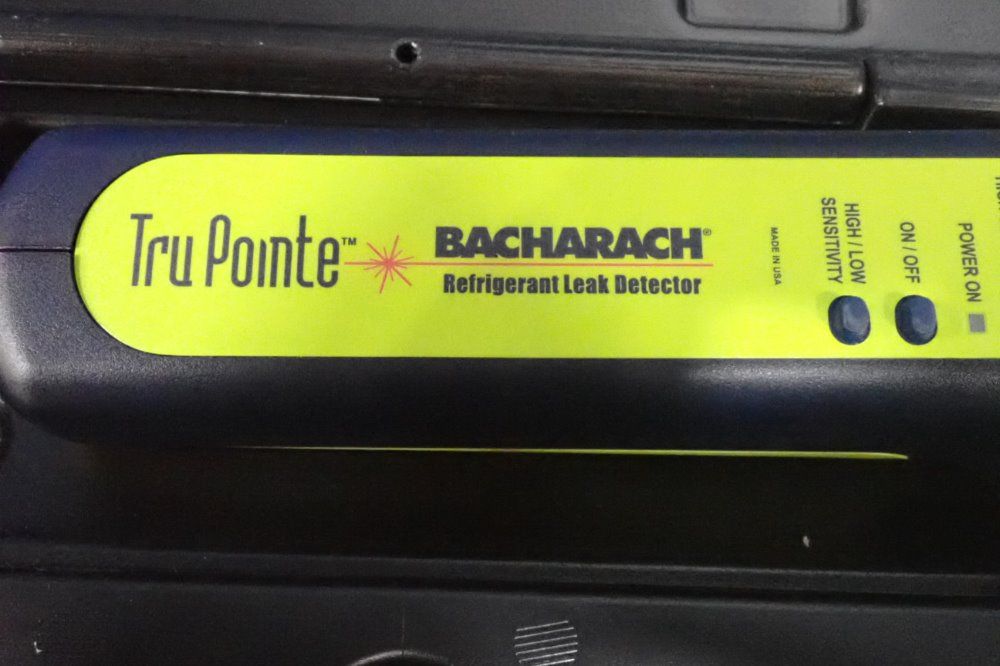 Tru Pointe™
BACHARACH®
Refrigerant Leak Detector
MADE IN USA
HIGH / LOW
SENSITIVITY
ON / OFF
POWER ON